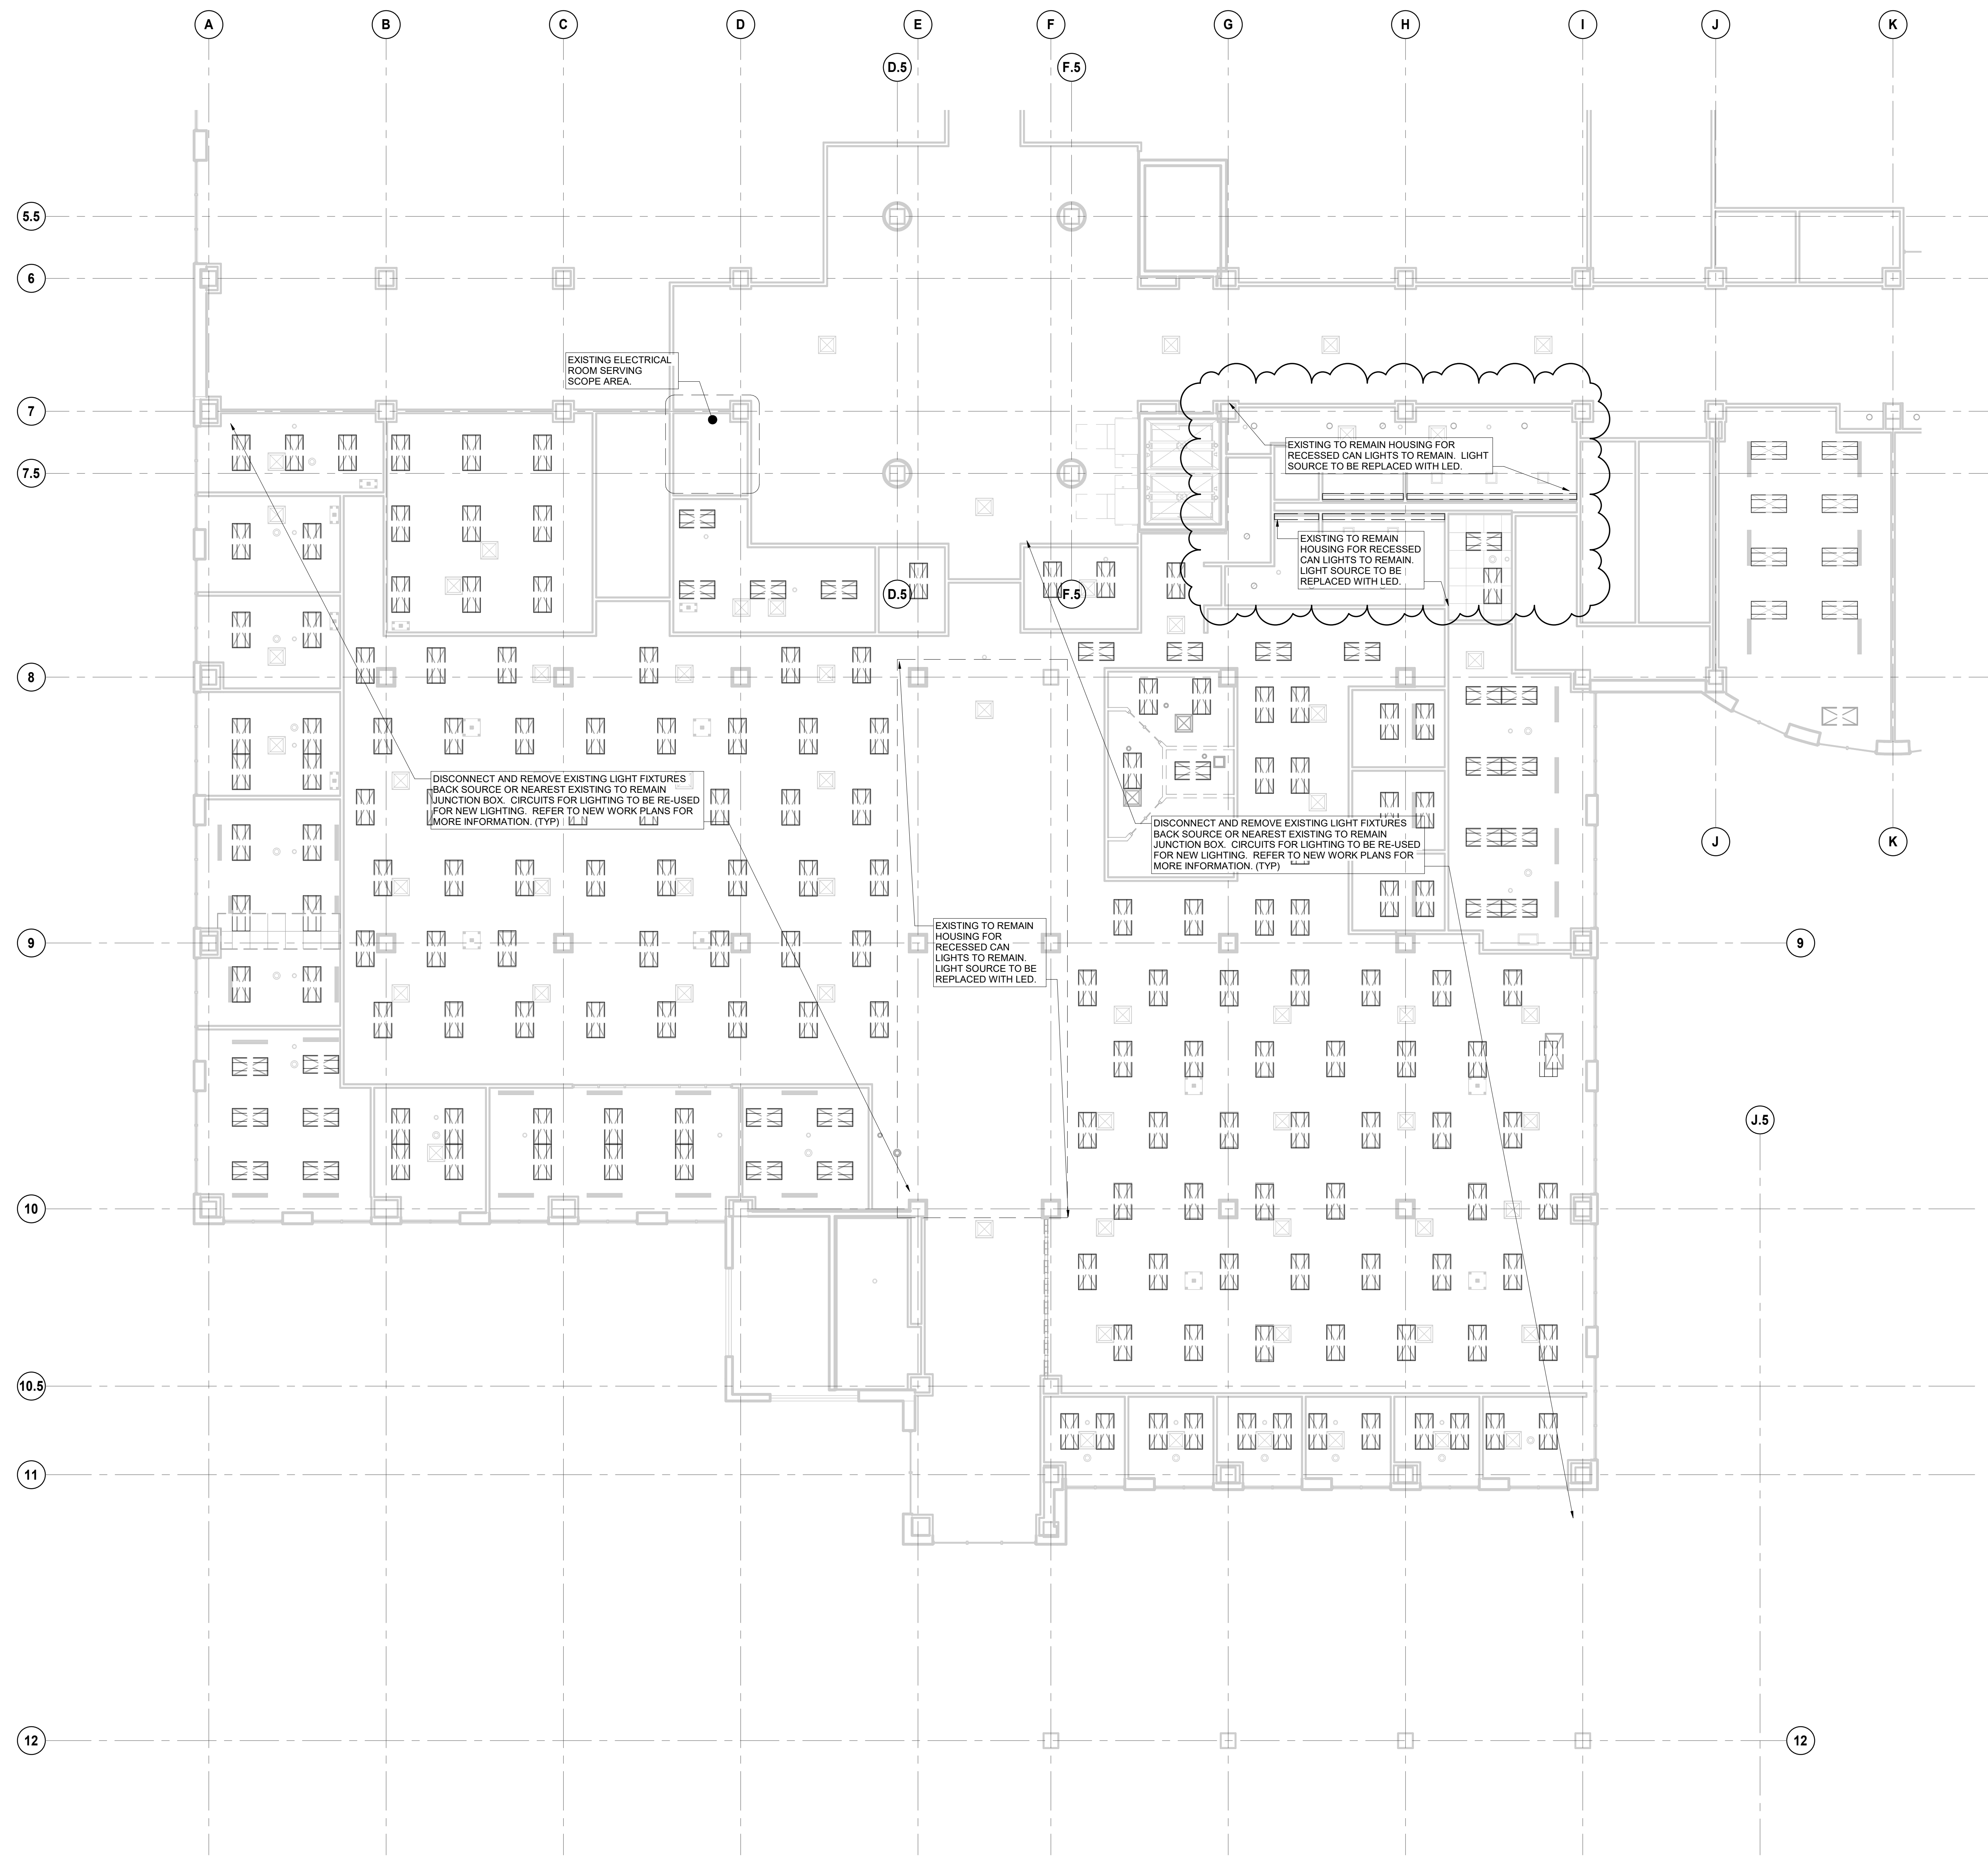 A
B
C
D
E
F
G
H
I
J
K
D.5
F.5
5.5
6
EXISTING ELECTRICAL
ROOM SERVING
SCOPE AREA.
7
EXISTING TO REMAIN HOUSING FOR
RECESSED CAN LIGHTS TO REMAIN. LIGHT
SOURCE TO BE REPLACED WITH LED.
7.5
EXISTING TO REMAIN
HOUSING FOR RECESSED
CAN LIGHTS TO REMAIN.
LIGHT SOURCE TO BE
REPLACED WITH LED.
D.5
F.5
8
DISCONNECT AND REMOVE EXISTING LIGHT FIXTURES
BACK SOURCE OR NEAREST EXISTING TO REMAIN
JUNCTION BOX. CIRCUITS FOR LIGHTING TO BE RE-USED
FOR NEW LIGHTING. REFER TO NEW WORK PLANS FOR
MORE INFORMATION. (TYP)
DISCONNECT AND REMOVE EXISTING LIGHT FIXTURES
BACK SOURCE OR NEAREST EXISTING TO REMAIN
JUNCTION BOX. CIRCUITS FOR LIGHTING TO BE RE-USED
FOR NEW LIGHTING. REFER TO NEW WORK PLANS FOR
MORE INFORMATION. (TYP)
J
K
EXISTING TO REMAIN
HOUSING FOR
RECESSED CAN
LIGHTS TO REMAIN.
LIGHT SOURCE TO BE
REPLACED WITH LED.
9
9
J.5
10
10.5
11
12
12